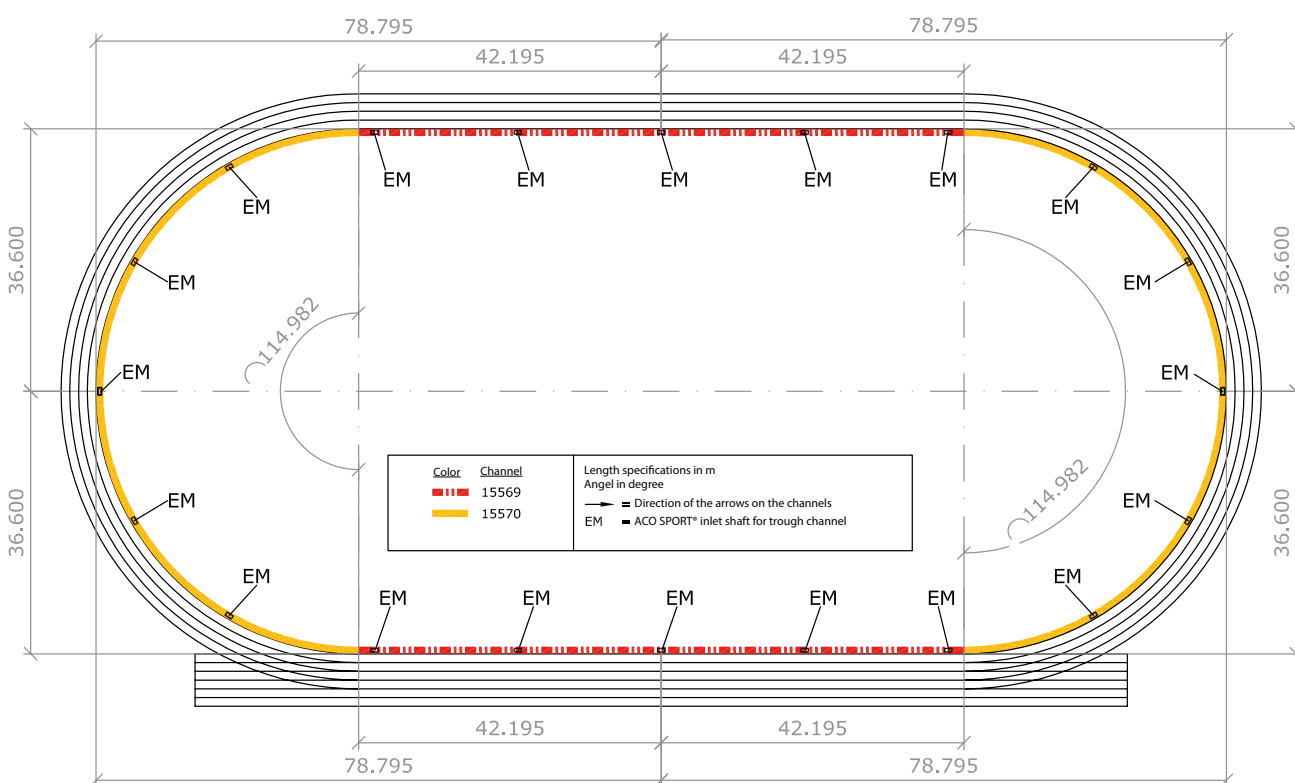 78.795
78.795
42.195
42.195
EM
EM
EM
EM
EM
EM
EM
36.600
36.600
EM
EM
◠114.982
EM
EM
Color Channel
15569
15570
Length specifications in m
Angel in degree
= Direction of the arrows on the channels
EM = ACO SPORT® inlet shaft for trough channel
◠114.982
EM
EM
36.600
36.600
EM
EM
EM
EM
EM
EM
EM
42.195
42.195
78.795
78.795